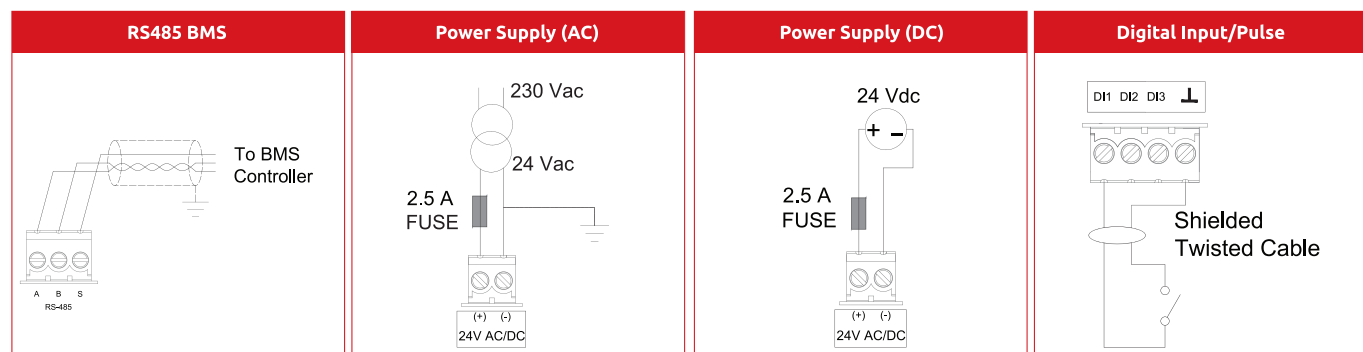 RS485 BMS
To BMS
Controller
A B S
RS-485
Power Supply (AC)
230 Vac
24 Vac
2.5 A
FUSE
(+) (-)
24V AC/DC
Power Supply (DC)
24 Vdc
+ -
2.5 A
FUSE
(+) (-)
24V AC/DC
Digital Input/Pulse
DI1 DI2 DI3
Shielded
Twisted Cable